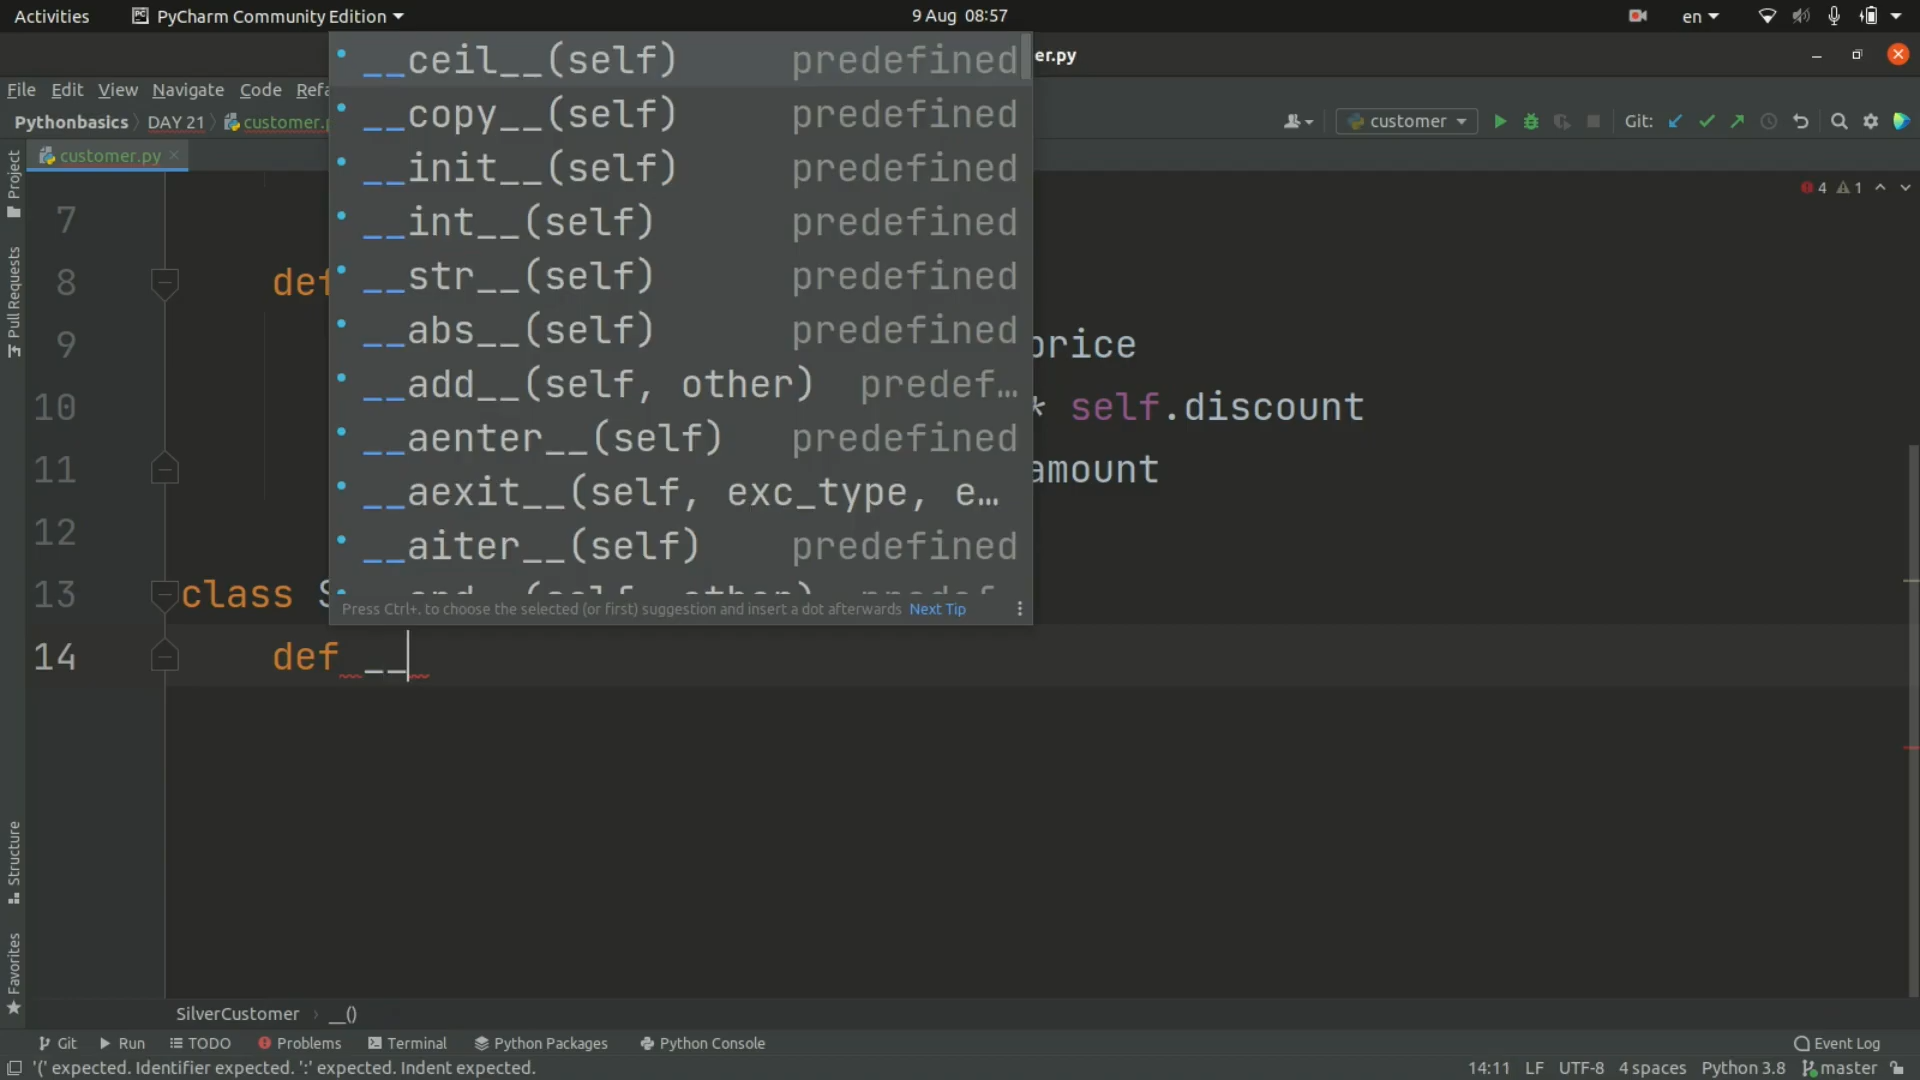 Activities PyCharm Community Edition 9 Aug 08:57 en
er.py
File Edit View Navigate Code Refa
Pythonbasics DAY 21 customer.p customer Git:
customer.py
4 1
Project
Pull Requests
Structure
Favorites
__ceil__(self) predefined
__copy__(self) predefined
__init__(self) predefined
__int__(self) predefined
__str__(self) predefined
__abs__(self) predefined
__add__(self, other) predef…
__aenter__(self) predefined
__aexit__(self, exc_type, e…
__aiter__(self) predefined
Press Ctrl+. to choose the selected (or first) suggestion and insert a dot afterwards Next Tip
7
8 def
9 price
10 * self.discount
11 amount
12
13 class S
14 def __
SilverCustomer __()
Git Run TODO Problems Terminal Python Packages Python Console Event Log
'(' expected. Identifier expected. ':' expected. Indent expected. 14:11 LF UTF-8 4 spaces Python 3.8 master